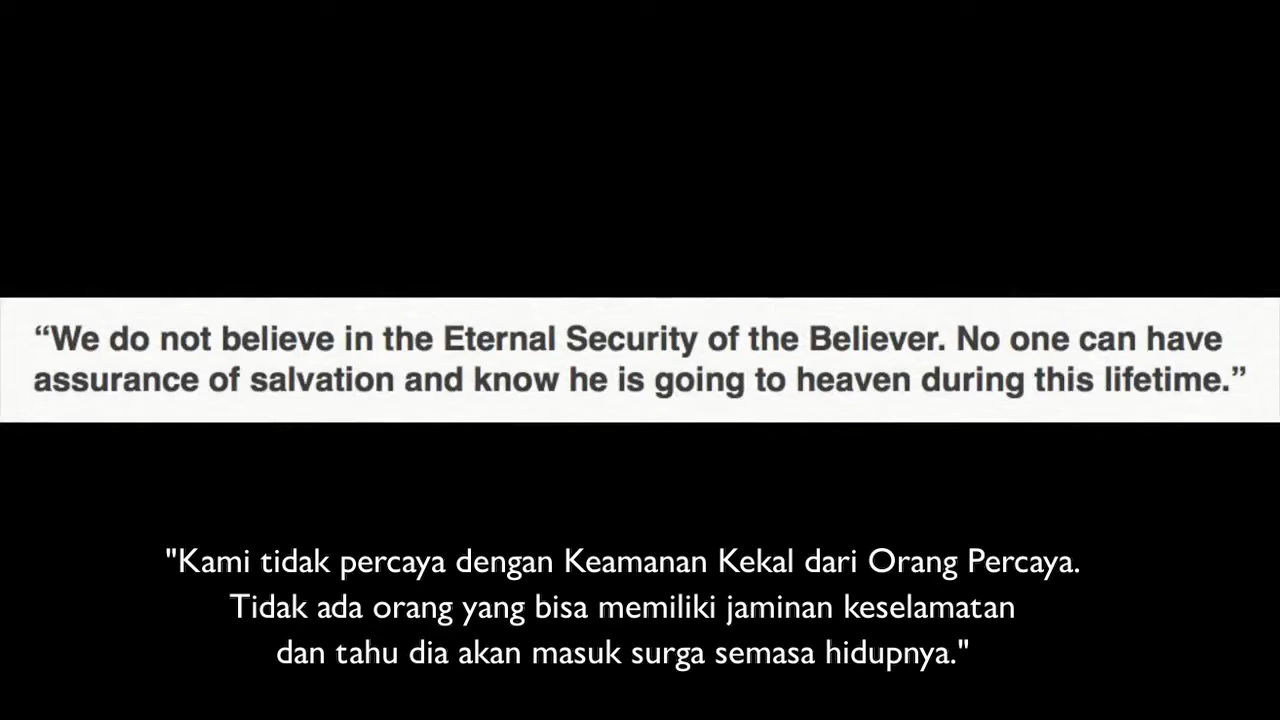 “We do not believe in the Eternal Security of the Believer. No one can have
assurance of salvation and know he is going to heaven during this lifetime.”
"Kami tidak percaya dengan Keamanan Kekal dari Orang Percaya.
Tidak ada orang yang bisa memiliki jaminan keselamatan
dan tahu dia akan masuk surga semasa hidupnya."